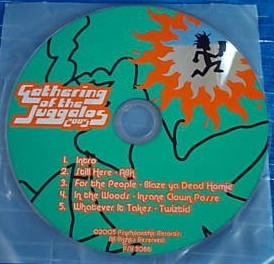 Gathering
of the
Juggalos
2005
1. Intro
2. Still Here - ABK
3. For the People - Blaze ya Dead Homie
4. In the Woods - Insane Clown Posse
5. Whatever It Takes - Twiztid
©2005 Psychopathic Records
All Rights Reserved.